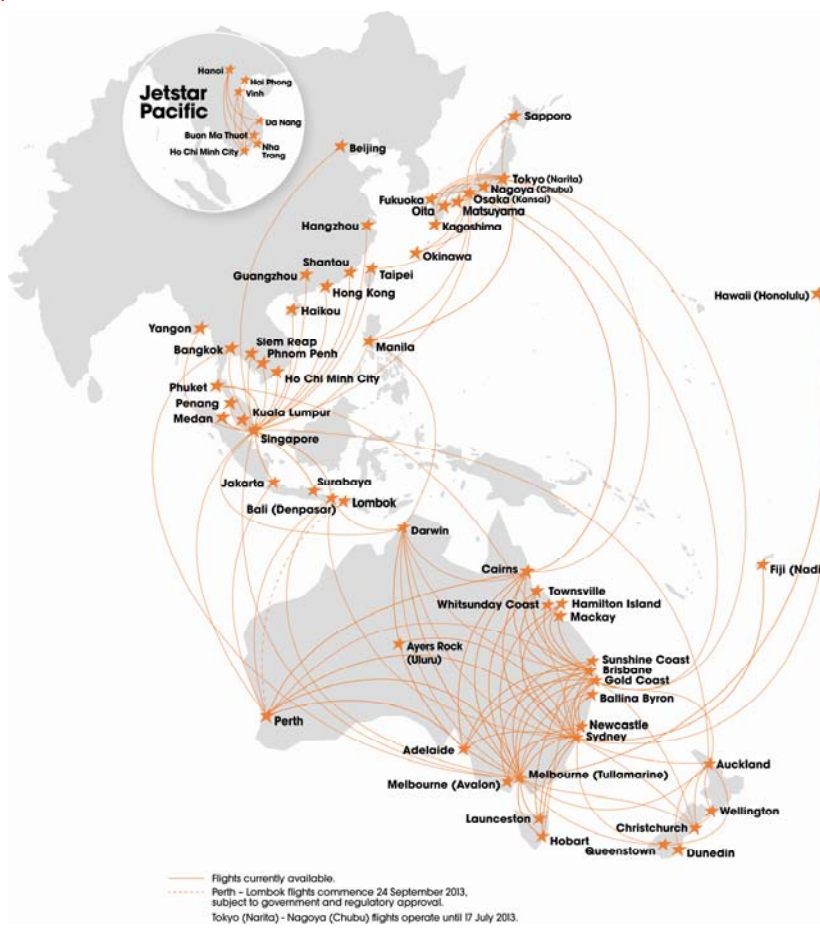 Hanoi
Hai Phong
Vinh
Jetstar
Pacific
Da Nang
Buon Ma Thuot
Nha
Trang
Ho Chi Minh City
Sapporo
Beijing
Tokyo (Narita)
Nagoya (Chubu)
Fukuoka
Osaka (Kansai)
Oita
Matsuyama
Hangzhou
Kagoshima
Okinawa
Shantou
Guangzhou
Taipei
Hong Kong
Hawaii (Honolulu)
Haikou
Yangon
Siem Reap
Manila
Bangkok
Phnom Penh
Ho Chi Minh City
Phuket
Penang
Kuala Lumpur
Medan
Singapore
Jakarta
Surabaya
Lombok
Bali (Denpasar)
Darwin
Cairns
Fiji (Nadi
Townsville
Whitsunday Coast
Hamilton Island
Mackay
Ayers Rock
(Uluru)
Sunshine Coast
Brisbane
Gold Coast
Ballina Byron
Perth
Newcastle
Sydney
Adelaide
Auckland
Melbourne (Tullamarine)
Melbourne (Avalon)
Wellington
Launceston
Christchurch
Hobart
Queenstown
Dunedin
Flights currently available.
Perth – Lombok flights commence 24 September 2013,
subject to government and regulatory approval.
Tokyo (Narita) - Nagoya (Chubu) flights operate until 17 July 2013.